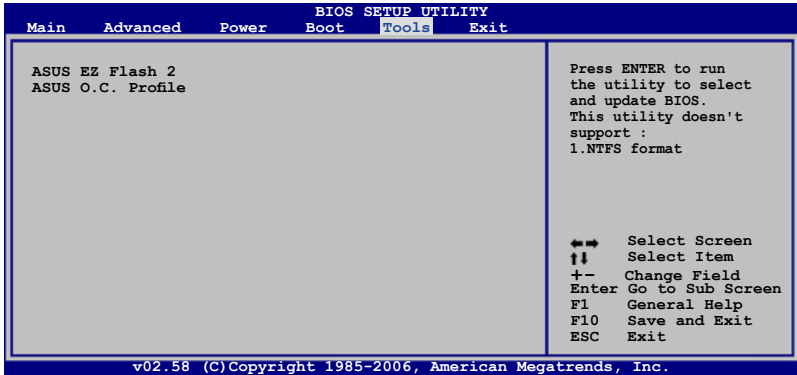 BIOS SETUP UTILITY
Main Advanced Power Boot Tools Exit
ASUS EZ Flash 2
ASUS O.C. Profile
Press ENTER to run
the utility to select
and update BIOS.
This utility doesn't
support :
1.NTFS format
←→ Select Screen
↑↓ Select Item
+- Change Field
Enter Go to Sub Screen
F1 General Help
F10 Save and Exit
ESC Exit
v02.58 (C)Copyright 1985-2006, American Megatrends, Inc.